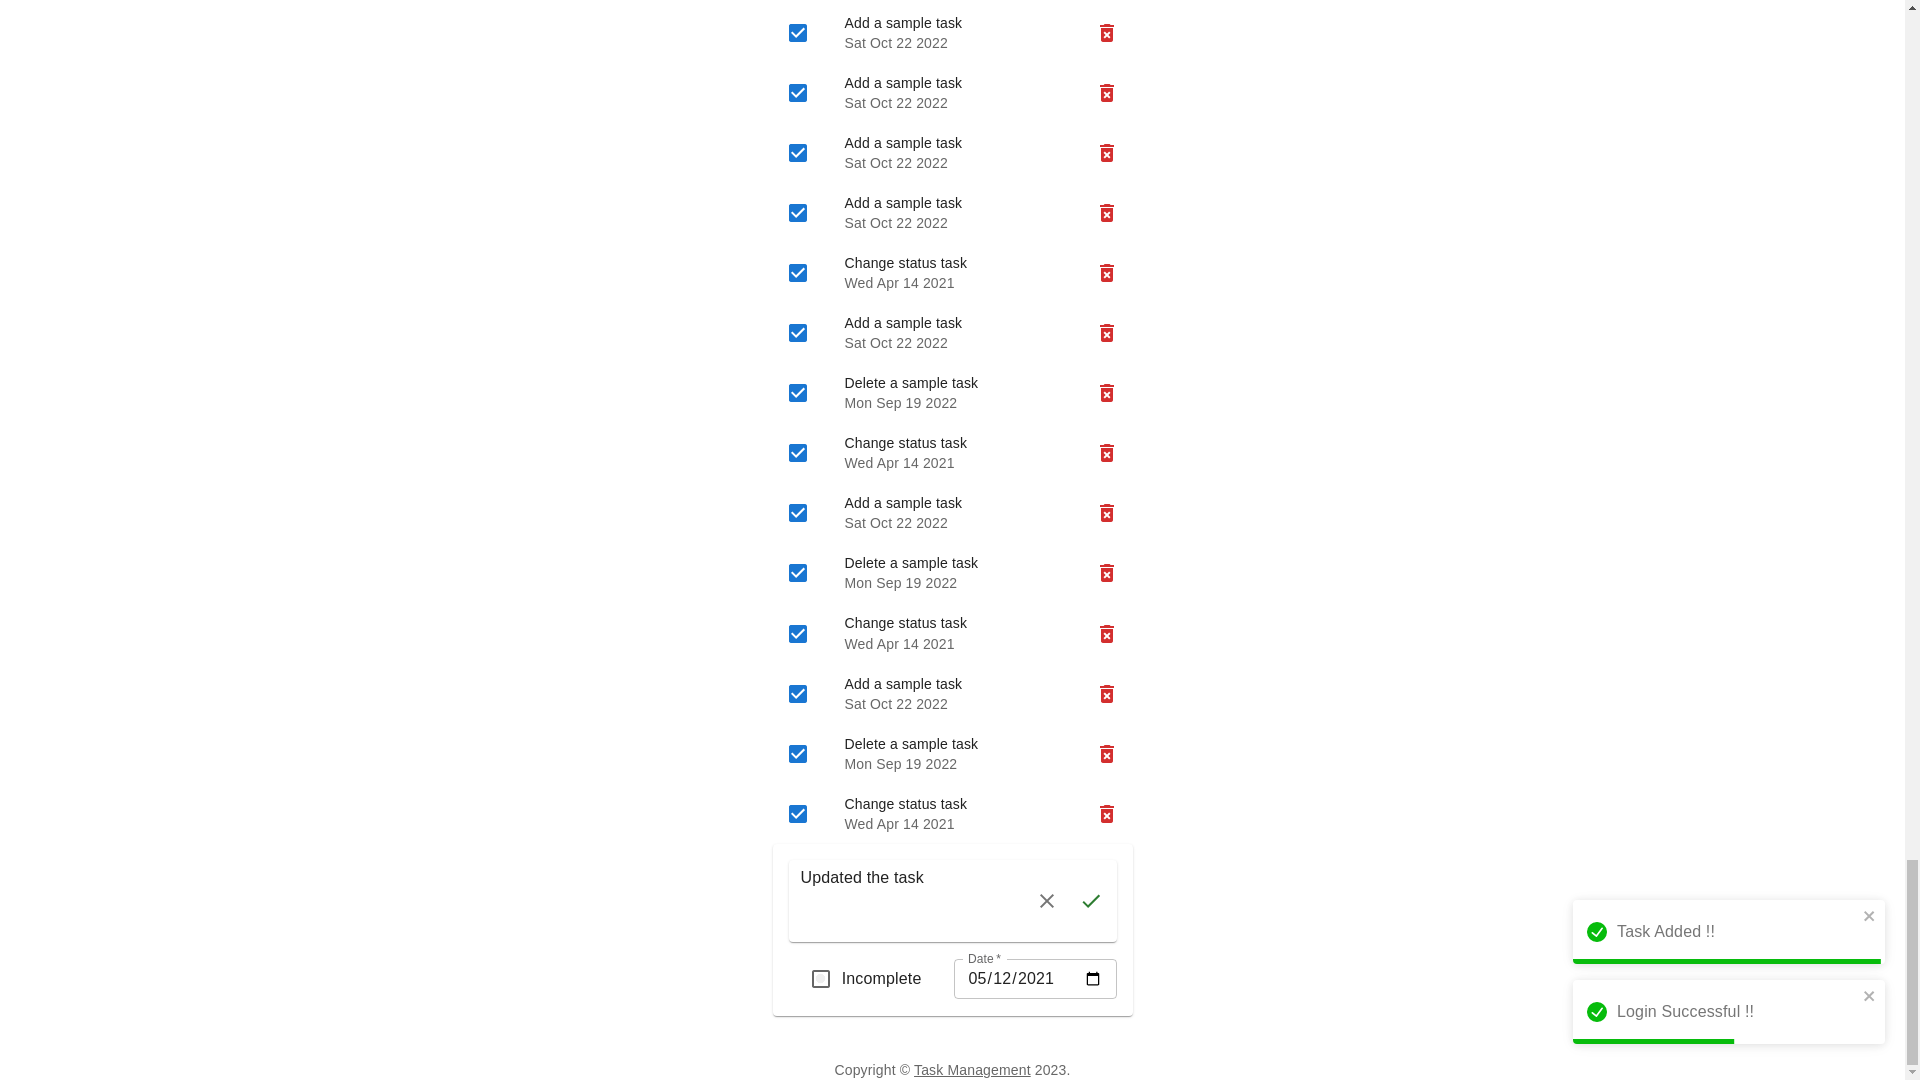 Add a sample task
Sat Oct 22 2022
Add a sample task
Sat Oct 22 2022
Add a sample task
Sat Oct 22 2022
Add a sample task
Sat Oct 22 2022
Change status task
Wed Apr 14 2021
Add a sample task
Sat Oct 22 2022
Delete a sample task
Mon Sep 19 2022
Change status task
Wed Apr 14 2021
Add a sample task
Sat Oct 22 2022
Delete a sample task
Mon Sep 19 2022
Change status task
Wed Apr 14 2021
Add a sample task
Sat Oct 22 2022
Delete a sample task
Mon Sep 19 2022
Change status task
Wed Apr 14 2021
Updated the task
Incomplete
Date *
05/12/2021
Task Added !!
Login Successful !!
Copyright © Task Management 2023.